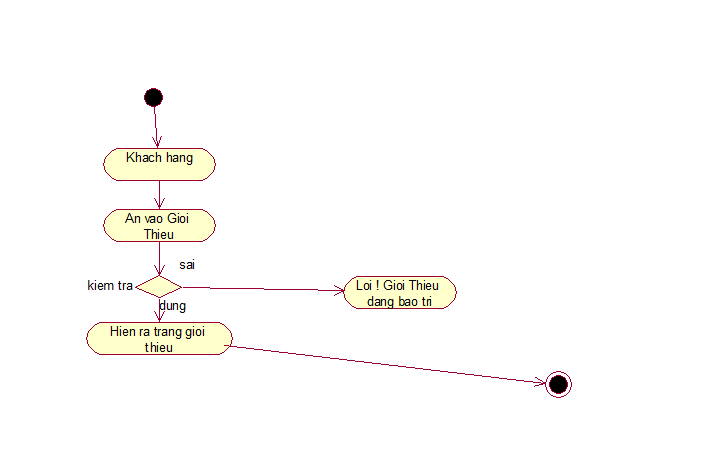 Khach hang
An vao Gioi
Thieu
sai
kiem tra
Loi ! Gioi Thieu
dang bao tri
dung
Hien ra trang gioi
thieu